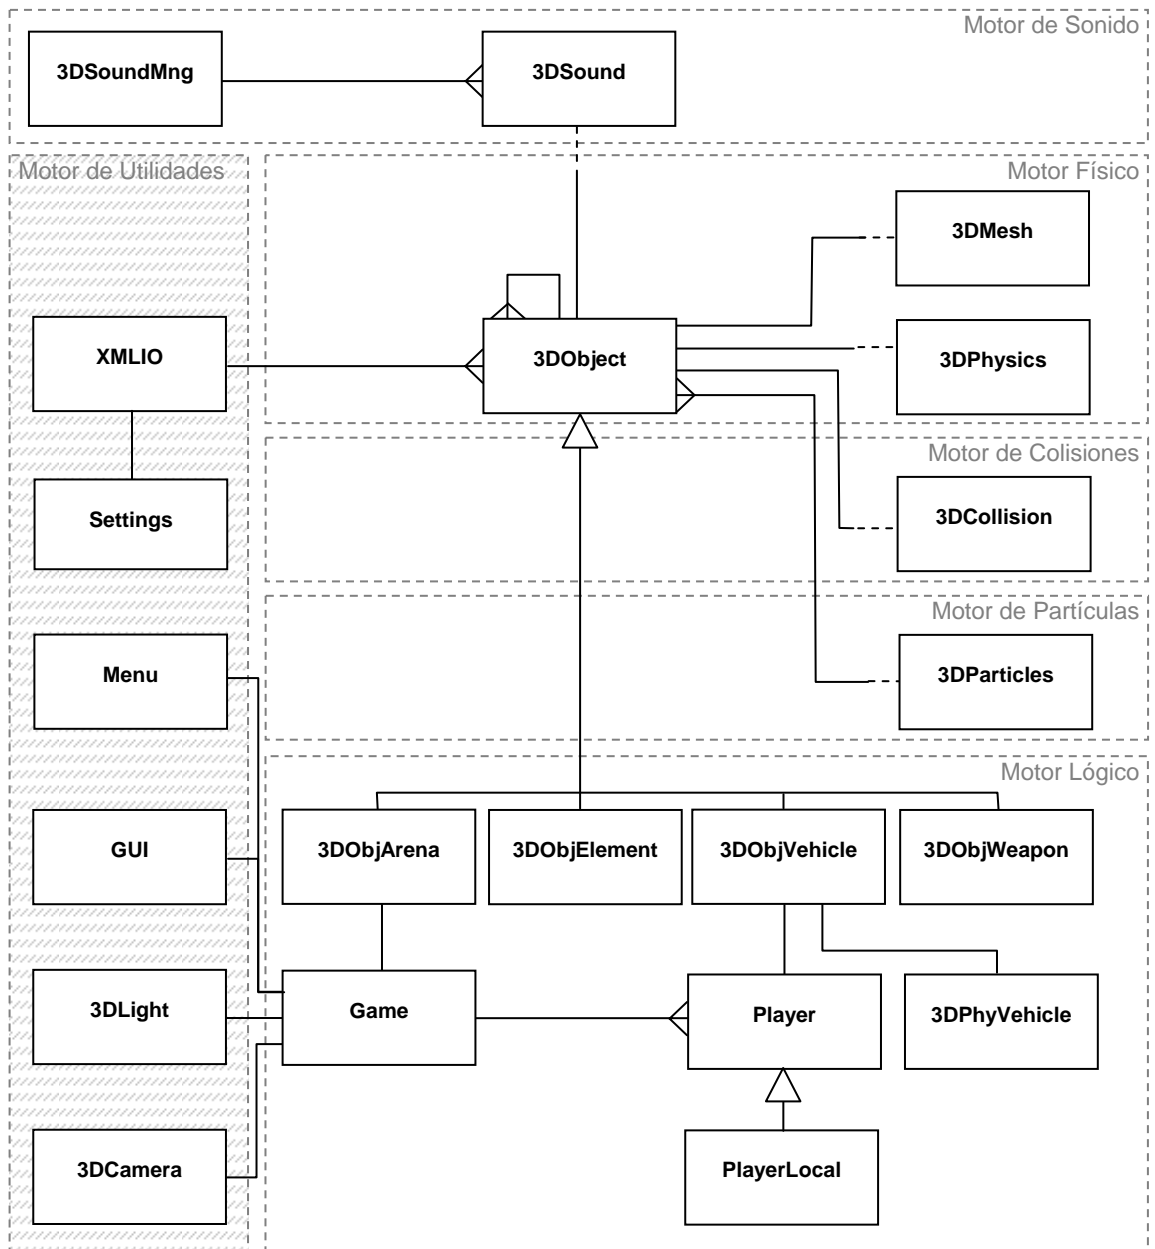 Motor de Sonido
3DSoundMng
3DSound
Motor de Utilidades
Motor Físico
3DMesh
XMLIO
3DObject
3DPhysics
Motor de Colisiones
Settings
3DCollision
Motor de Partículas
Menu
3DParticles
Motor Lógico
GUI
3DObjArena
3DObjElement
3DObjVehicle
3DObjWeapon
3DLight
Game
Player
3DPhyVehicle
3DCamera
PlayerLocal